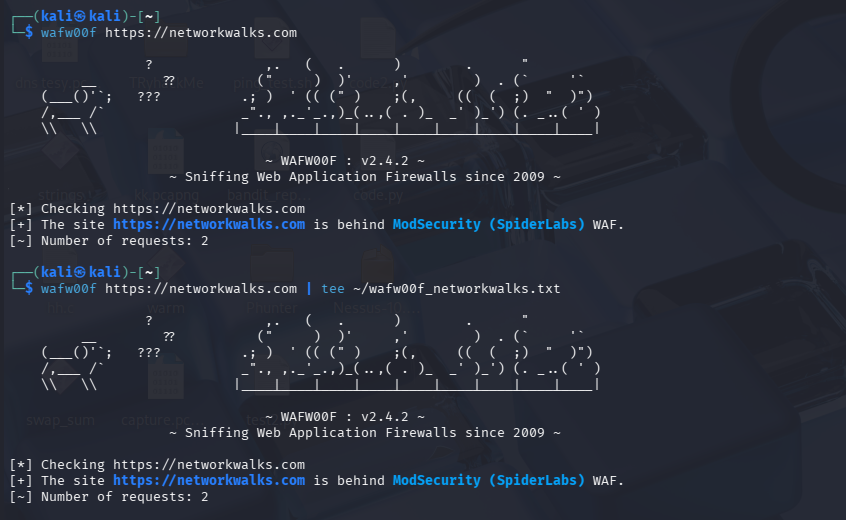 ┌──(kali㉿kali)-[~]
└─$ wafw00f https://networkwalks.com
~ WAFW00F : v2.4.2 ~
~ Sniffing Web Application Firewalls since 2009 ~
[*] Checking https://networkwalks.com
[+] The site https://networkwalks.com is behind ModSecurity (SpiderLabs) WAF.
[~] Number of requests: 2
┌──(kali㉿kali)-[~]
└─$ wafw00f https://networkwalks.com | tee ~/wafw00f_networkwalks.txt
~ WAFW00F : v2.4.2 ~
~ Sniffing Web Application Firewalls since 2009 ~
[*] Checking https://networkwalks.com
[+] The site https://networkwalks.com is behind ModSecurity (SpiderLabs) WAF.
[~] Number of requests: 2